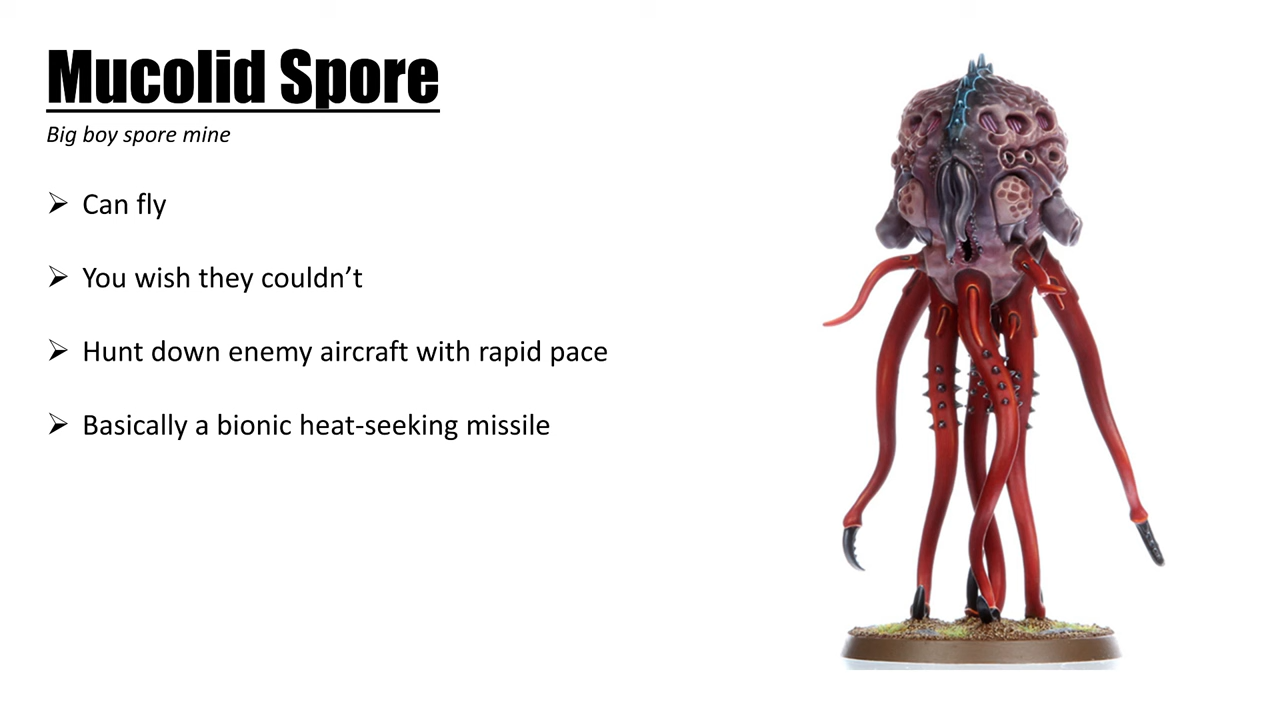 Mucolid Spore
Big boy spore mine
➢ Can fly
➢ You wish they couldn’t
➢ Hunt down enemy aircraft with rapid pace
➢ Basically a bionic heat-seeking missile